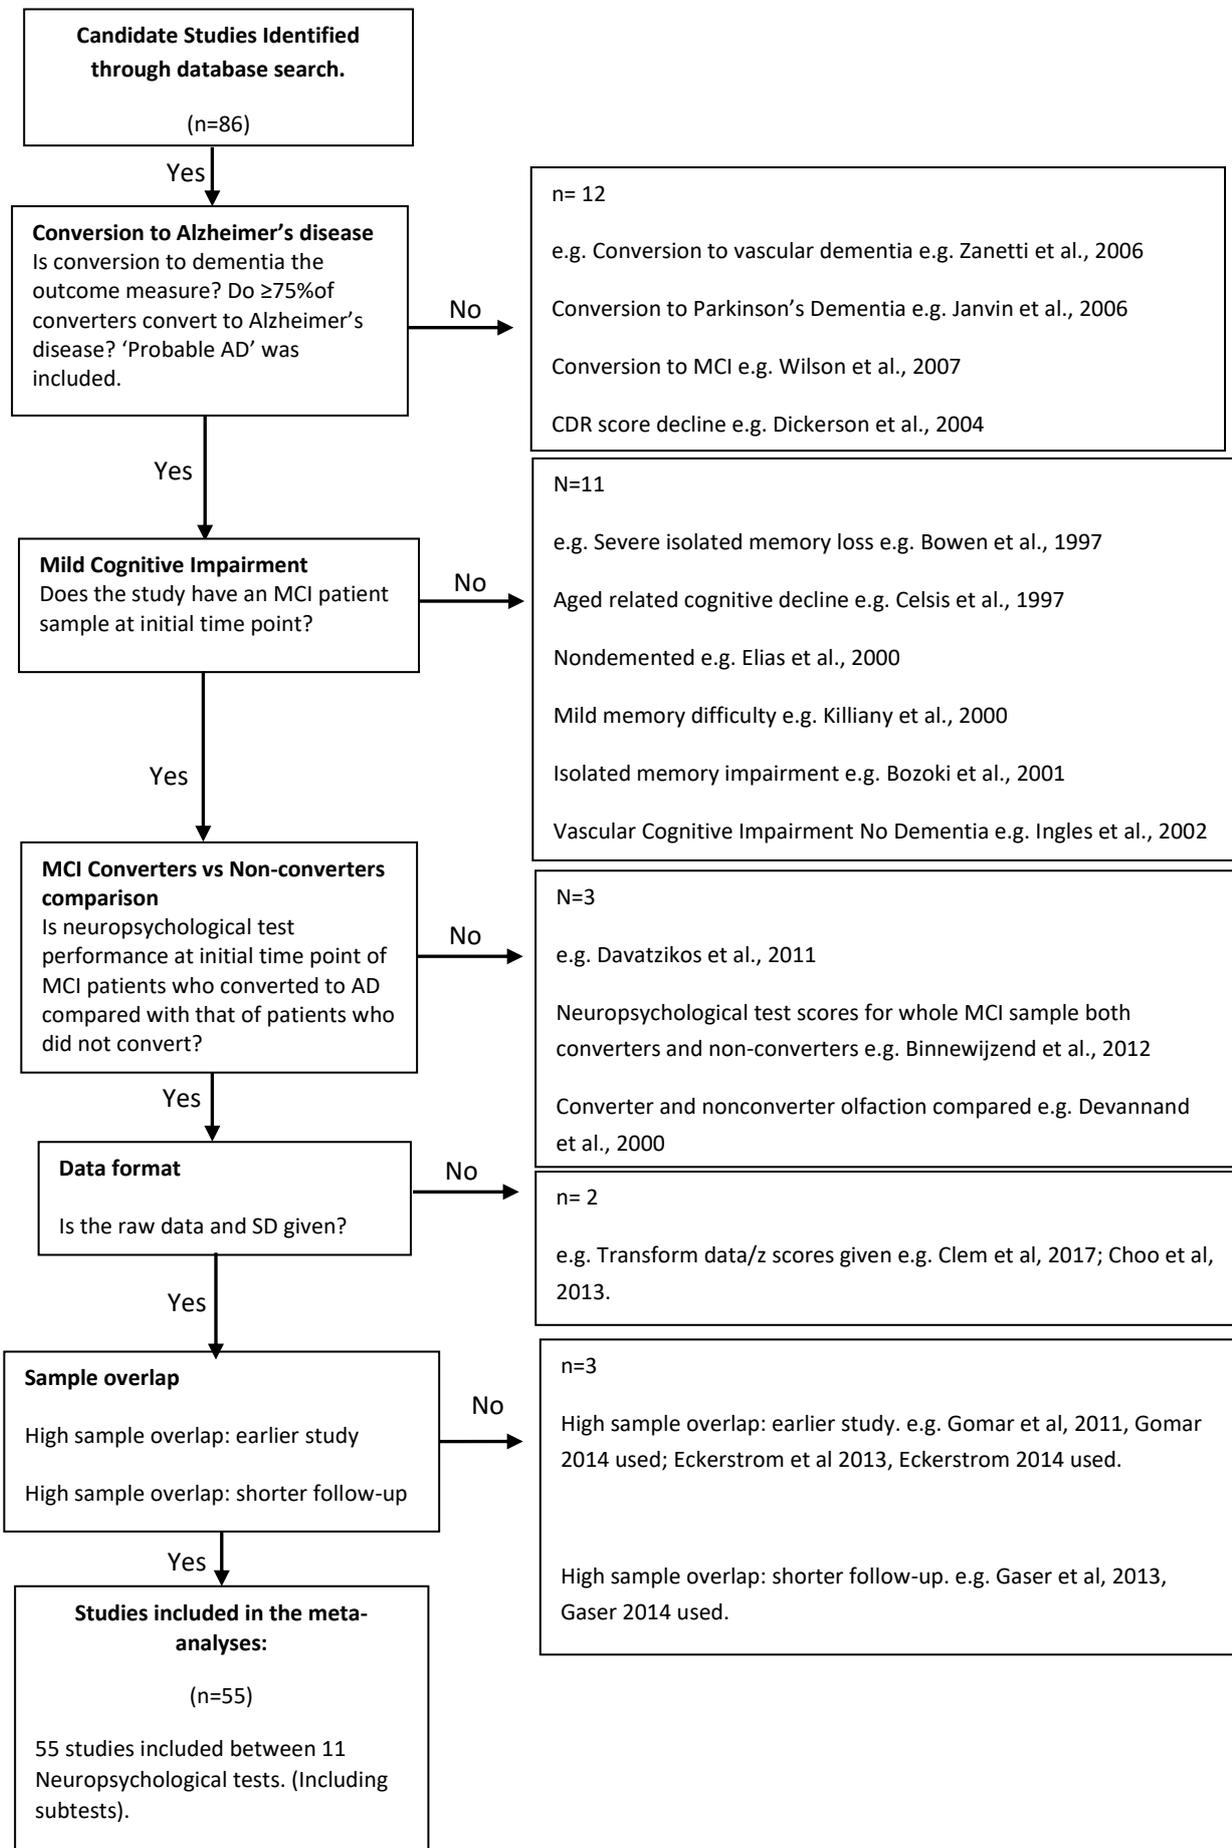 Candidate Studies Identified
through database search.
(n=86)
Yes
Conversion to Alzheimer’s disease
Is conversion to dementia the
outcome measure? Do ≥75%of
converters convert to Alzheimer’s
disease? ‘Probable AD’ was
included.
No
n= 12
e.g. Conversion to vascular dementia e.g. Zanetti et al., 2006
Conversion to Parkinson’s Dementia e.g. Janvin et al., 2006
Conversion to MCI e.g. Wilson et al., 2007
CDR score decline e.g. Dickerson et al., 2004
Yes
Mild Cognitive Impairment
Does the study have an MCI patient
sample at initial time point?
No
N=11
e.g. Severe isolated memory loss e.g. Bowen et al., 1997
Aged related cognitive decline e.g. Celsis et al., 1997
Nondemented e.g. Elias et al., 2000
Mild memory difficulty e.g. Killiany et al., 2000
Isolated memory impairment e.g. Bozoki et al., 2001
Vascular Cognitive Impairment No Dementia e.g. Ingles et al., 2002
Yes
MCI Converters vs Non-converters
comparison
Is neuropsychological test
performance at initial time point of
MCI patients who converted to AD
compared with that of patients who
did not convert?
No
N=3
e.g. Davatzikos et al., 2011
Neuropsychological test scores for whole MCI sample both
converters and non-converters e.g. Binnewijzend et al., 2012
Converter and nonconverter olfaction compared e.g. Devannand
et al., 2000
Yes
Data format
Is the raw data and SD given?
No
n= 2
e.g. Transform data/z scores given e.g. Clem et al, 2017; Choo et al,
2013.
Yes
Sample overlap
High sample overlap: earlier study
High sample overlap: shorter follow-up
No
n=3
High sample overlap: earlier study. e.g. Gomar et al, 2011, Gomar
2014 used; Eckerstrom et al 2013, Eckerstrom 2014 used.
High sample overlap: shorter follow-up. e.g. Gaser et al, 2013,
Gaser 2014 used.
Yes
Studies included in the meta-
analyses:
(n=55)
55 studies included between 11
Neuropsychological tests. (Including
subtests).